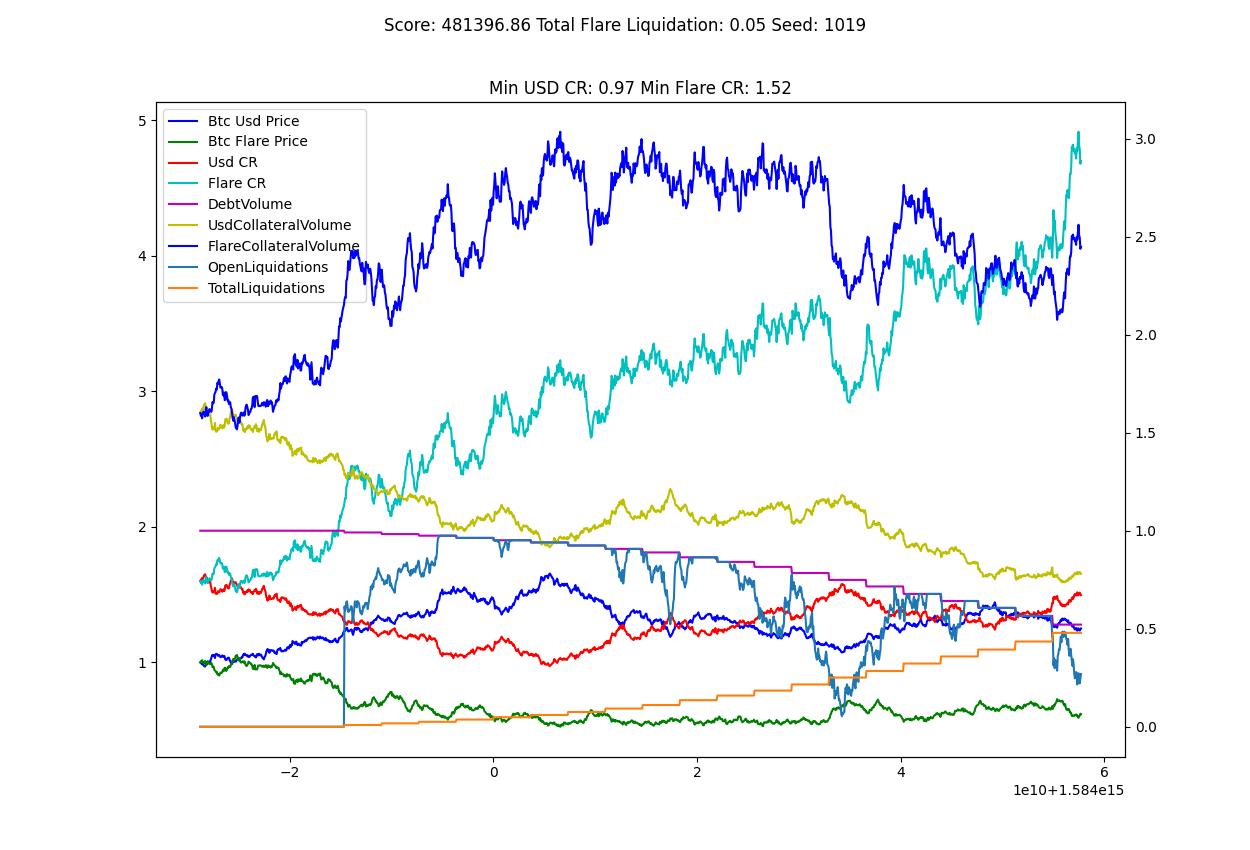 Score: 481396.86 Total Flare Liquidation: 0.05 Seed: 1019
Min USD CR: 0.97 Min Flare CR: 1.52
Btc Usd Price
Btc Flare Price
Usd CR
Flare CR
DebtVolume
UsdCollateralVolume
FlareCollateralVolume
OpenLiquidations
TotalLiquidations
5
4
3
2
1
3.0
2.5
2.0
1.5
1.0
0.5
0.0
−2 0 2 4 6
1e10+1.584e15